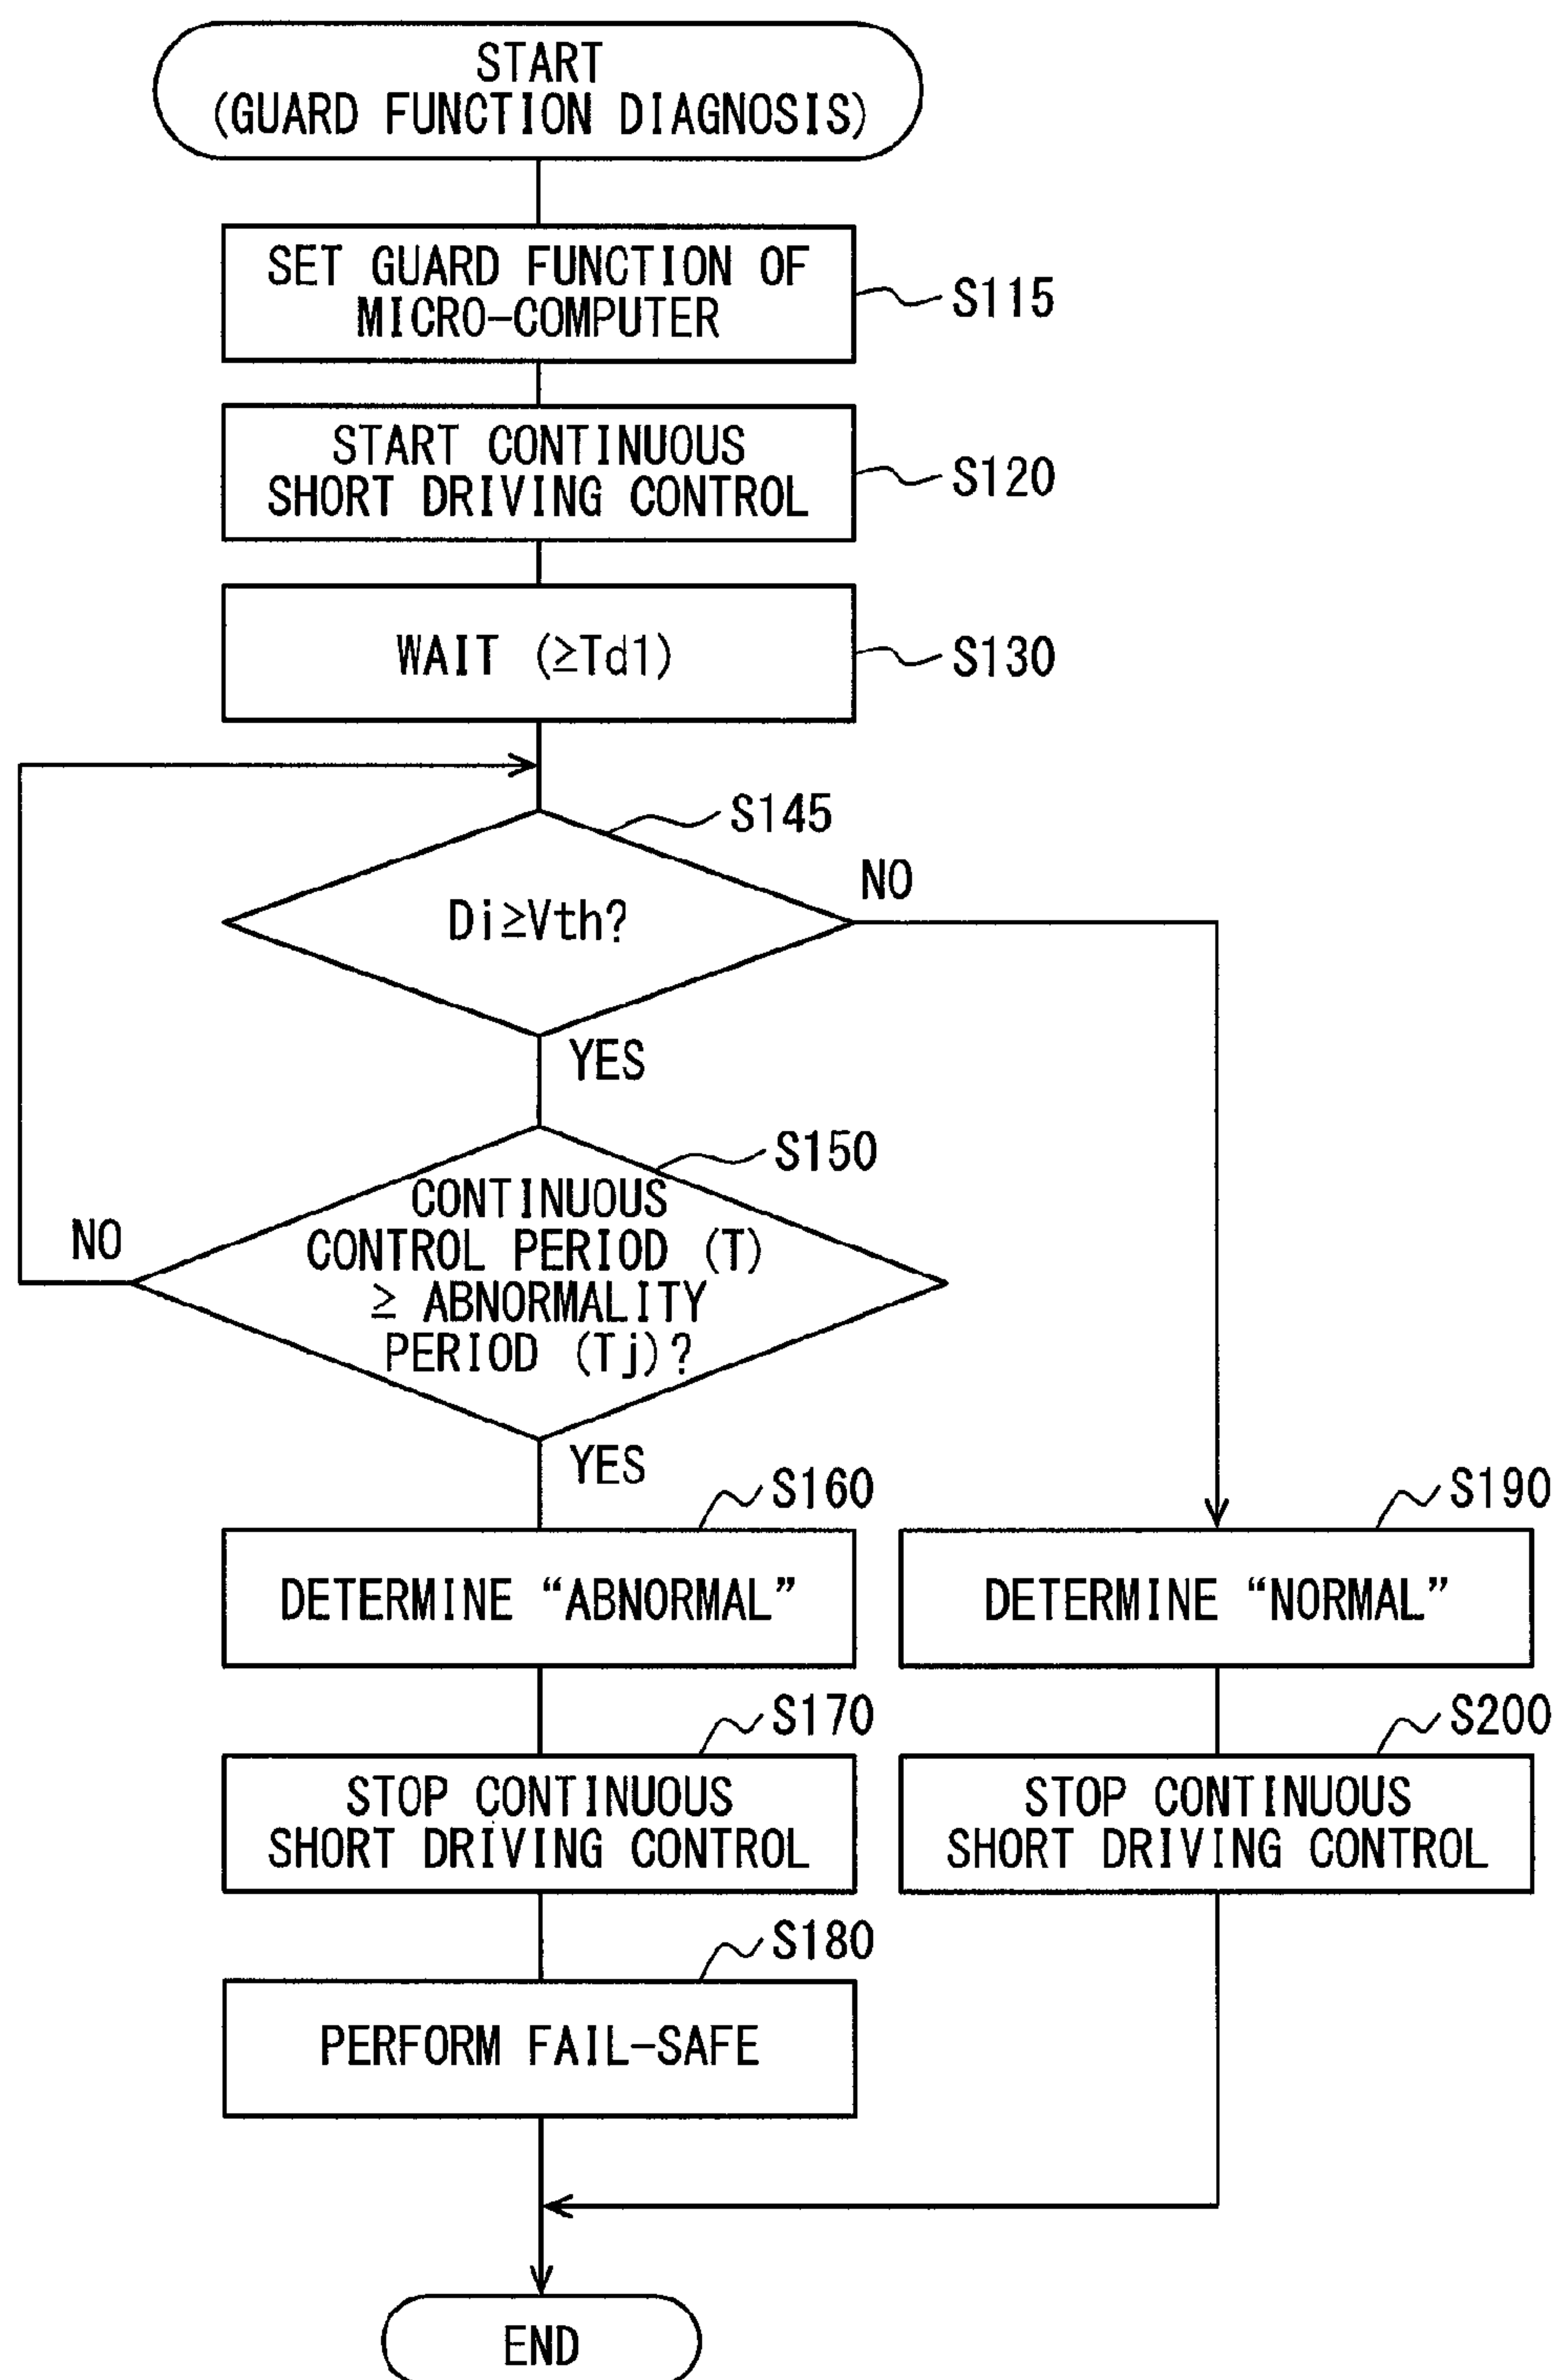 START
(GUARD FUNCTION DIAGNOSIS)
SET GUARD FUNCTION OF
MICRO-COMPUTER
S115
START CONTINUOUS
SHORT DRIVING CONTROL
S120
WAIT (≥Td1)
S130
S145
Di≥Vth?
NO
YES
S150
CONTINUOUS
CONTROL PERIOD (T)
≥ ABNORMALITY
PERIOD (Tj)?
NO
YES
S160
DETERMINE “ABNORMAL”
S190
DETERMINE “NORMAL”
S170
STOP CONTINUOUS
SHORT DRIVING CONTROL
S200
STOP CONTINUOUS
SHORT DRIVING CONTROL
S180
PERFORM FAIL-SAFE
END